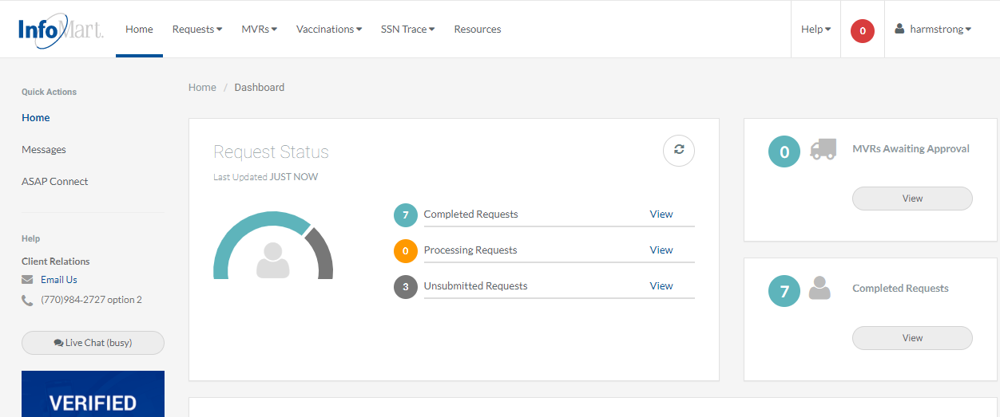 InfoMart.
Home
Requests
MVRs
Vaccinations
SSN Trace
Resources
Help
0
harmstrong
Quick Actions
Home
Messages
ASAP Connect
Help
Client Relations
Email Us
(770)984-2727 option 2
Live Chat (busy)
VERIFIED
Home / Dashboard
Request Status
Last Updated JUST NOW
7 Completed Requests View
0 Processing Requests View
3 Unsubmitted Requests View
0 MVRs Awaiting Approval
View
7 Completed Requests
View